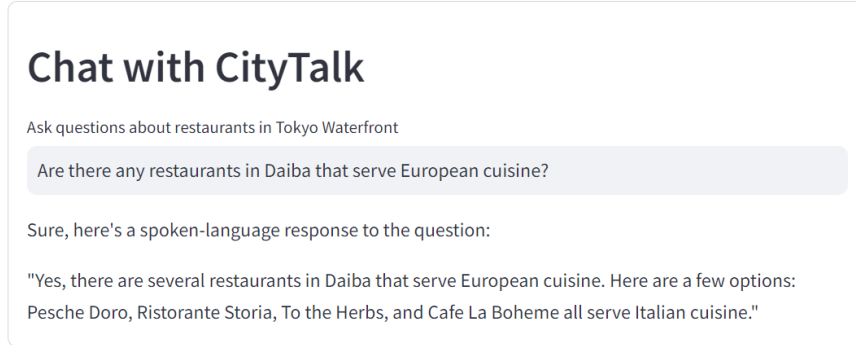 Chat with CityTalk
Ask questions about restaurants in Tokyo Waterfront
Are there any restaurants in Daiba that serve European cuisine?
Sure, here's a spoken-language response to the question:
"Yes, there are several restaurants in Daiba that serve European cuisine. Here are a few options:
Pesche Doro, Ristorante Storia, To the Herbs, and Cafe La Boheme all serve Italian cuisine."